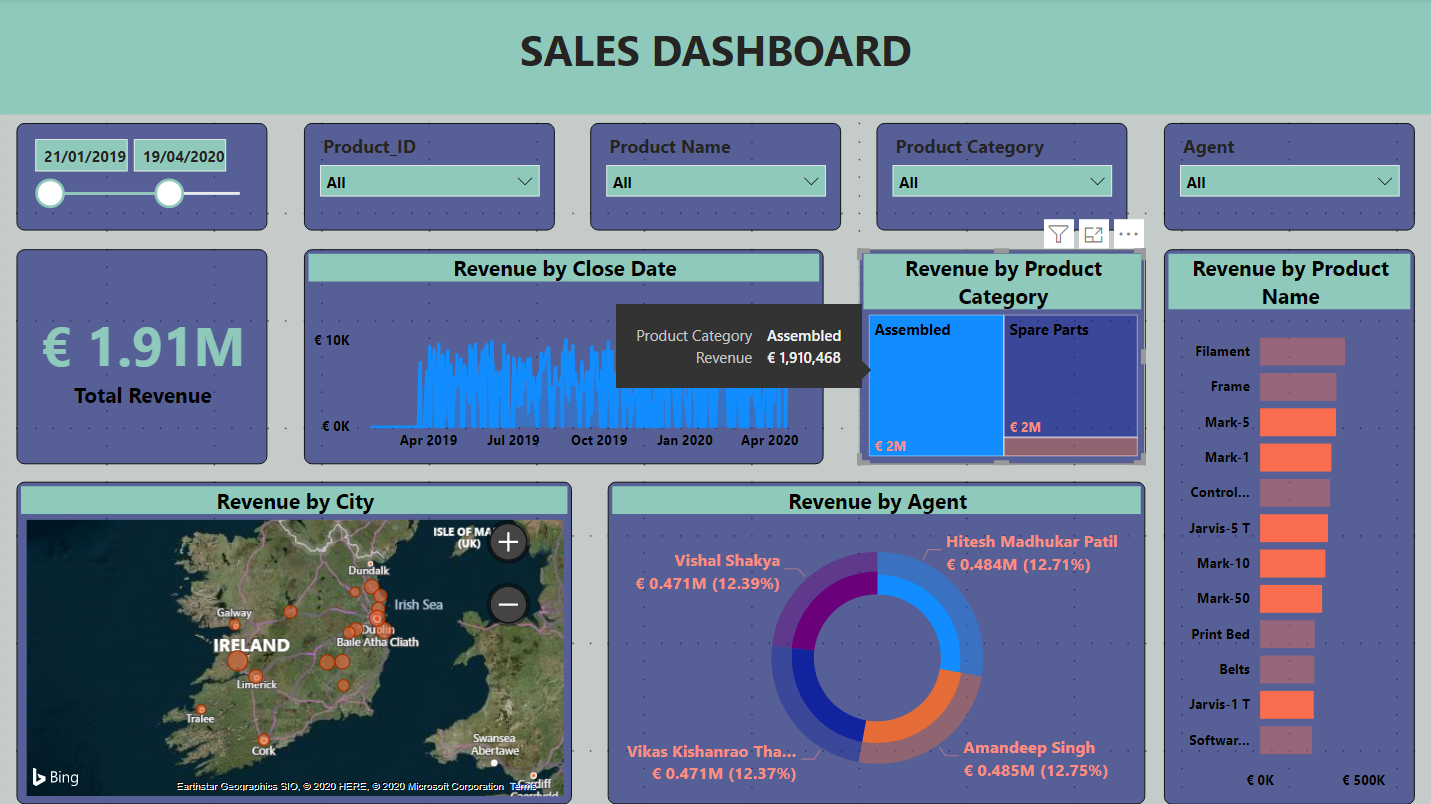 SALES DASHBOARD
21/01/2019
19/04/2020
Product_ID
All
Product Name
All
Product Category
All
Agent
All
€ 1.91M
Total Revenue
Revenue by Close Date
€ 10K
€ 0K
Apr 2019
Jul 2019
Oct 2019
Jan 2020
Apr 2020
Product Category Assembled
Revenue € 1,910,468
Revenue by Product
Category
Assembled
Spare Parts
€ 2M
€ 2M
Revenue by Product
Name
Filament
Frame
Mark-5
Mark-1
Control...
Jarvis-5 T
Mark-10
Mark-50
Print Bed
Belts
Jarvis-1 T
Softwar...
€ 0K
€ 500K
Revenue by City
ISLE OF MA
(UK)
Dundalk
Irish Sea
Galway
Dublin
IRELAND
Baile Atha Cliath
Limerick
Tralee
Cork
Swansea
Abertawe
Cardiff
Caerdydd
Bing
Earthstar Geographics SIO, © 2020 HERE, © 2020 Microsoft Corporation Terms
Revenue by Agent
Vishal Shakya
€ 0.471M (12.39%)
Hitesh Madhukar Patil
€ 0.484M (12.71%)
Vikas Kishanrao Tha...
€ 0.471M (12.37%)
Amandeep Singh
€ 0.485M (12.75%)